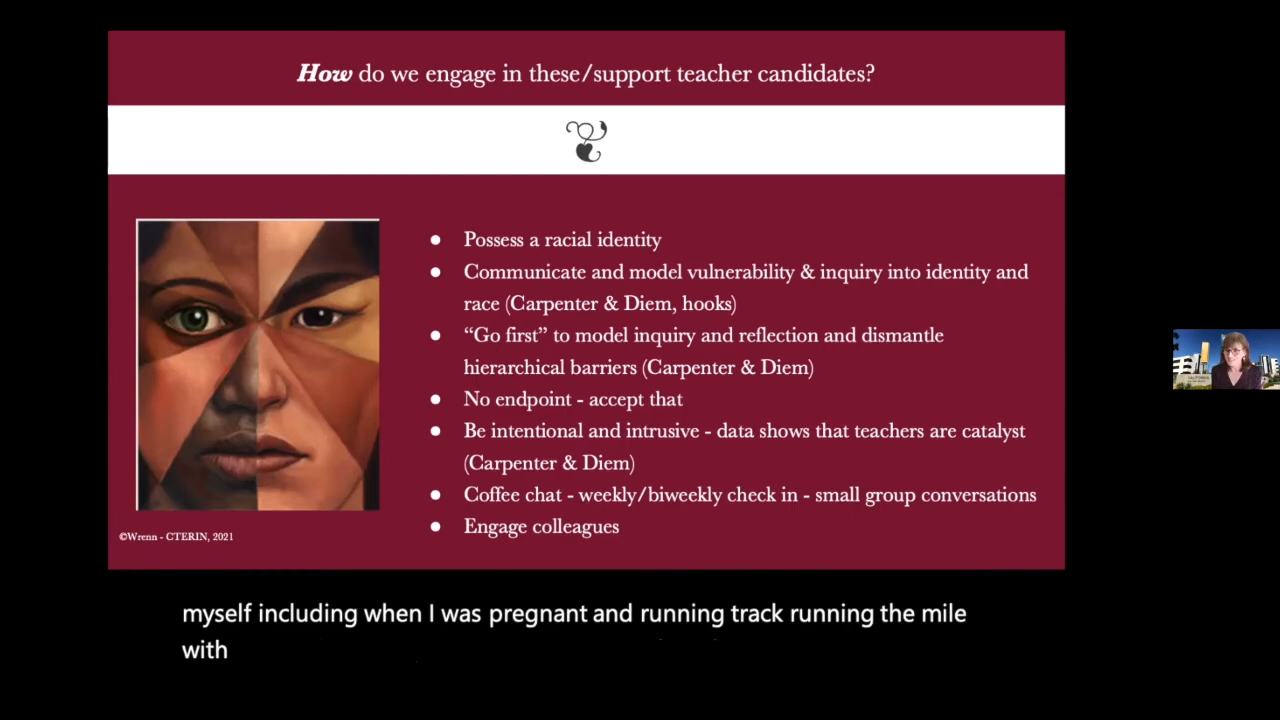 How do we engage in these/support teacher candidates?
● Possess a racial identity
● Communicate and model vulnerability & inquiry into identity and
race (Carpenter & Diem, hooks)
● “Go first” to model inquiry and reflection and dismantle
hierarchical barriers (Carpenter & Diem)
● No endpoint - accept that
● Be intentional and intrusive - data shows that teachers are catalyst
(Carpenter & Diem)
● Coffee chat - weekly/biweekly check in - small group conversations
● Engage colleagues
©Wrenn - CTERIN, 2021
myself including when I was pregnant and running track running the mile
with